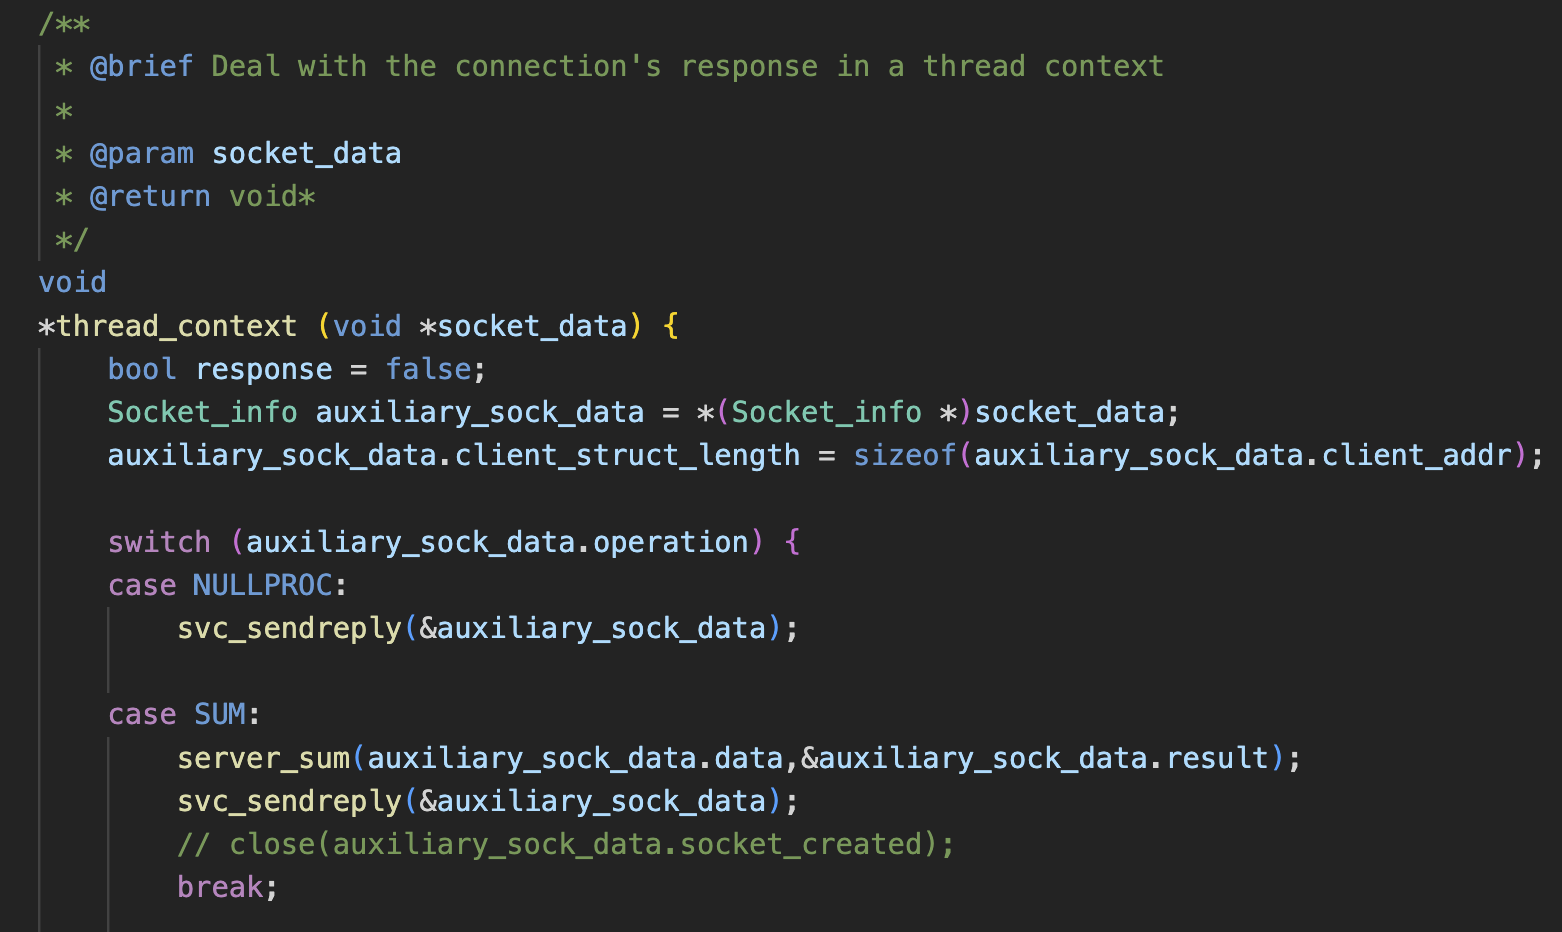 /**
 * @brief Deal with the connection's response in a thread context
 *
 * @param socket_data
 * @return void*
 */
void
*thread_context (void *socket_data) {
    bool response = false;
    Socket_info auxiliary_sock_data = *(Socket_info *)socket_data;
    auxiliary_sock_data.client_struct_length = sizeof(auxiliary_sock_data.client_addr);

    switch (auxiliary_sock_data.operation) {
    case NULLPROC:
        svc_sendreply(&auxiliary_sock_data);

    case SUM:
        server_sum(auxiliary_sock_data.data,&auxiliary_sock_data.result);
        svc_sendreply(&auxiliary_sock_data);
        // close(auxiliary_sock_data.socket_created);
        break;